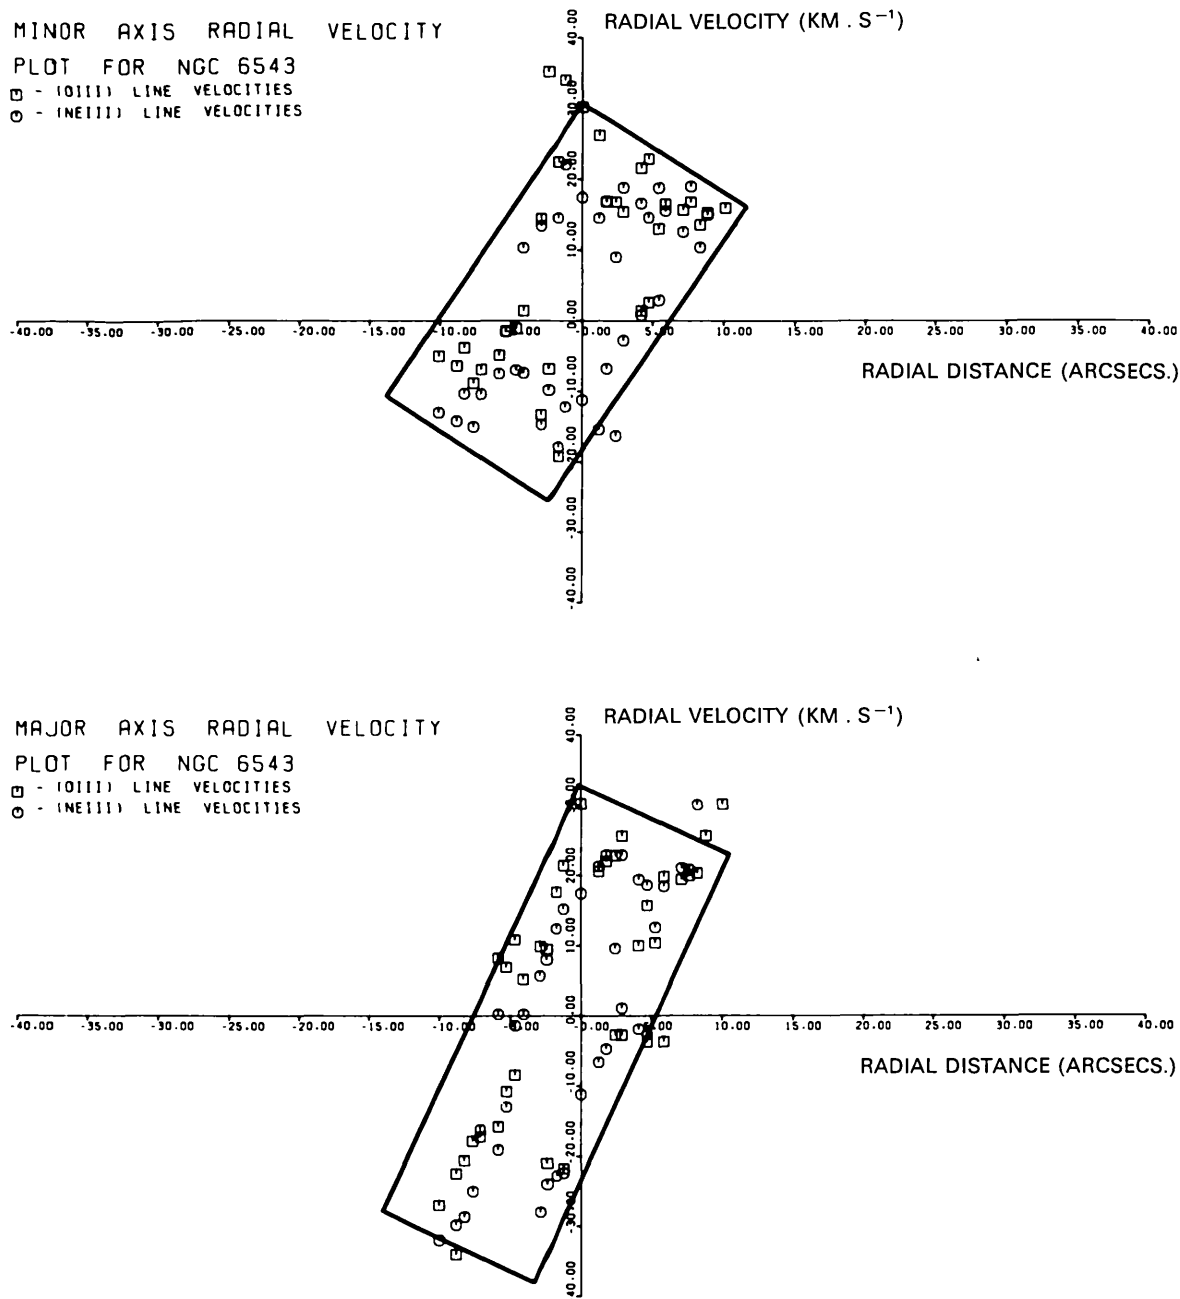 MINOR AXIS RADIAL VELOCITY
PLOT FOR NGC 6543
- (OIII) LINE VELOCITIES
- (NEIII) LINE VELOCITIES
RADIAL VELOCITY (KM . S⁻¹)
40.00
30.00
20.00
10.00
0.00
-10.00
-20.00
-30.00
-40.00
-40.00 -35.00 -30.00 -25.00 -20.00 -15.00 -10.00 -5.00 -0.00 5.00 10.00 15.00 20.00 25.00 30.00 35.00 40.00
RADIAL DISTANCE (ARCSECS.)
MAJOR AXIS RADIAL VELOCITY
PLOT FOR NGC 6543
- (OIII) LINE VELOCITIES
- (NEIII) LINE VELOCITIES
RADIAL VELOCITY (KM . S⁻¹)
40.00
20.00
10.00
0.00
-10.00
-20.00
-30.00
40.00
-40.00 -35.00 -30.00 -25.00 -20.00 -15.00 -10.00 -0.00 5.00 10.00 15.00 20.00 25.00 30.00 35.00 40.00
RADIAL DISTANCE (ARCSECS.)